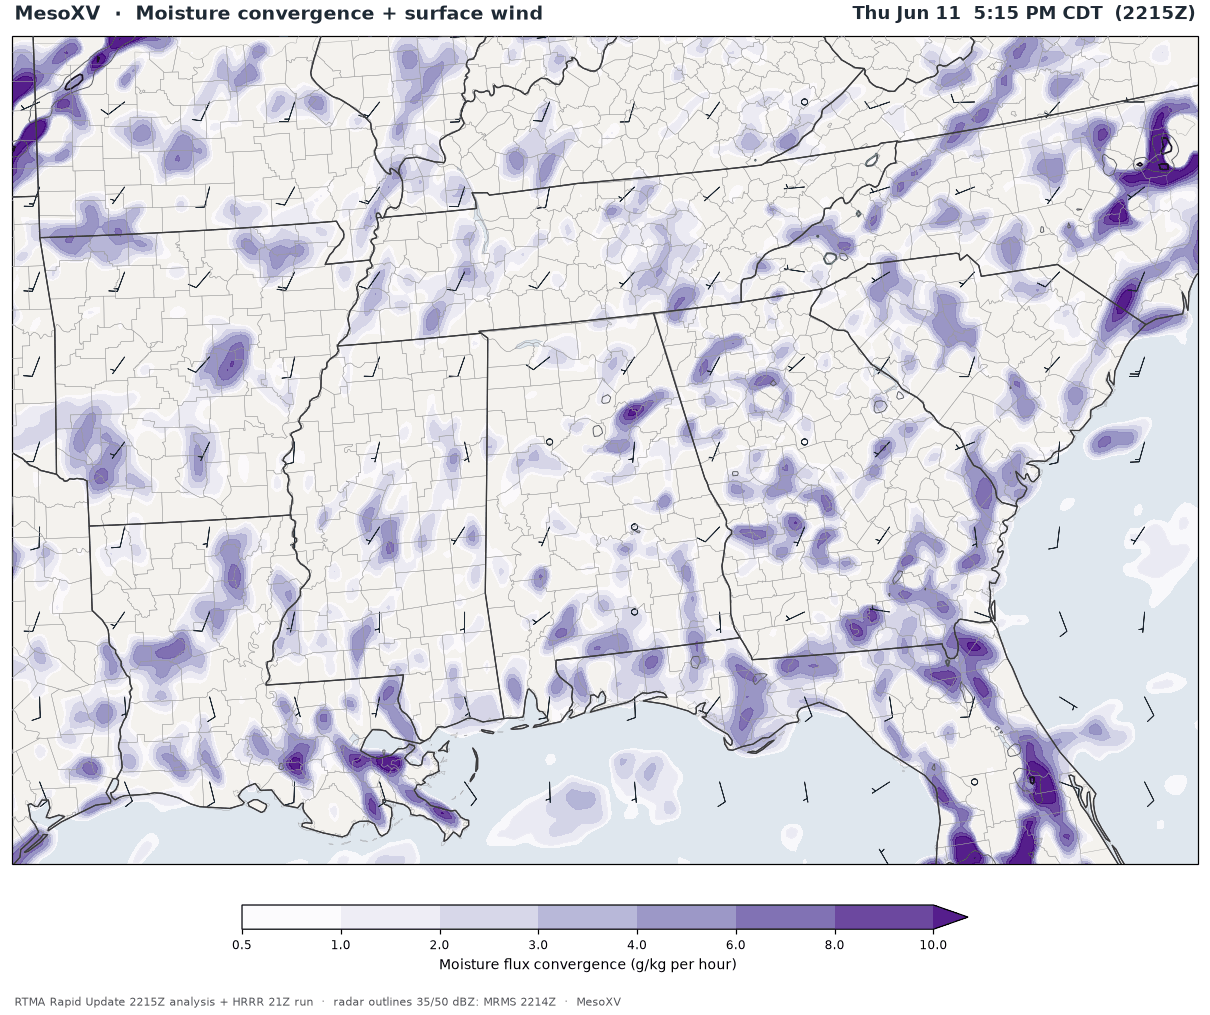 MesoXV · Moisture convergence + surface wind
Thu Jun 11 5:15 PM CDT (2215Z)
0.5 1.0 2.0 3.0 4.0 6.0 8.0 10.0
Moisture flux convergence (g/kg per hour)
RTMA Rapid Update 2215Z analysis + HRRR 21Z run · radar outlines 35/50 dBZ: MRMS 2214Z · MesoXV